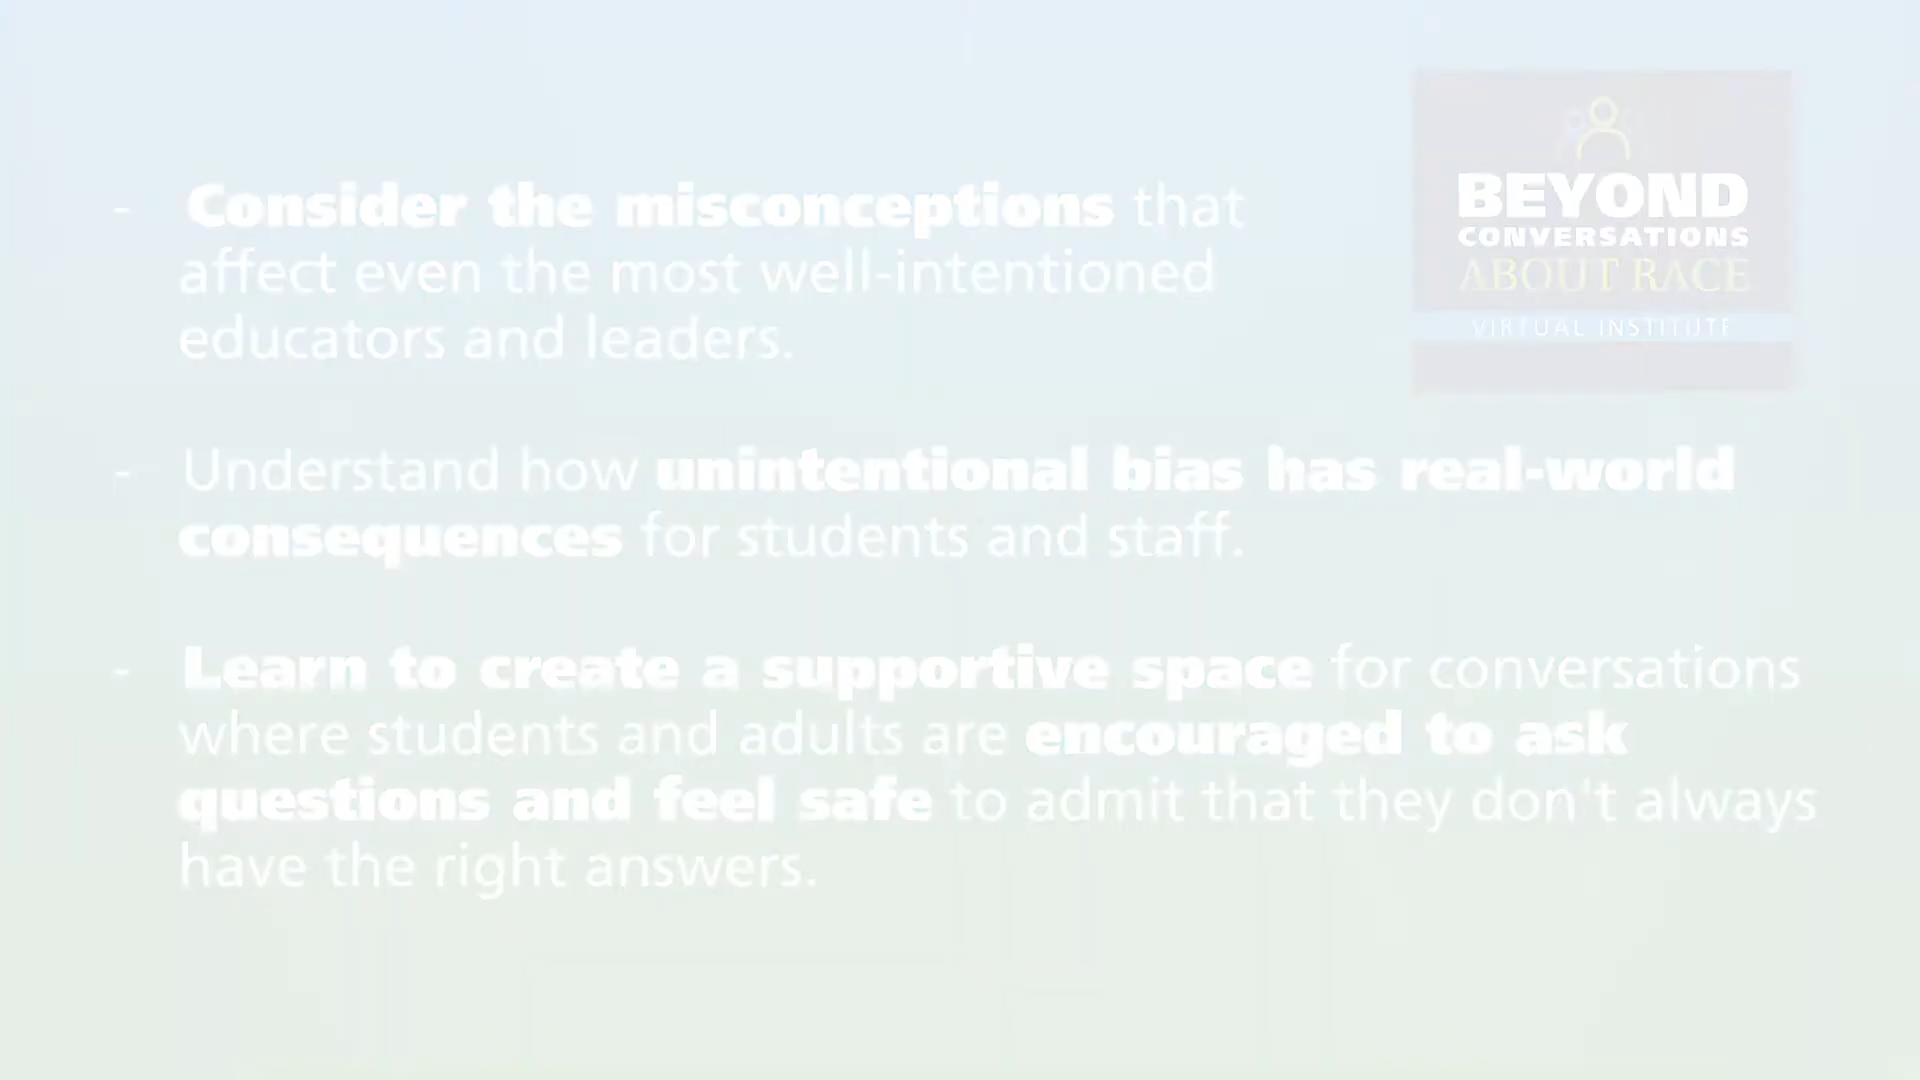 - Consider the misconceptions that
affect even the most well-intentioned
educators and leaders.
BEYOND
CONVERSATIONS
ABOUT RACE
VIRTUAL INSTITUTE
- Understand how unintentional bias has real-world
consequences for students and staff.
- Learn to create a supportive space for conversations
where students and adults are encouraged to ask
questions and feel safe to admit that they don't always
have the right answers.